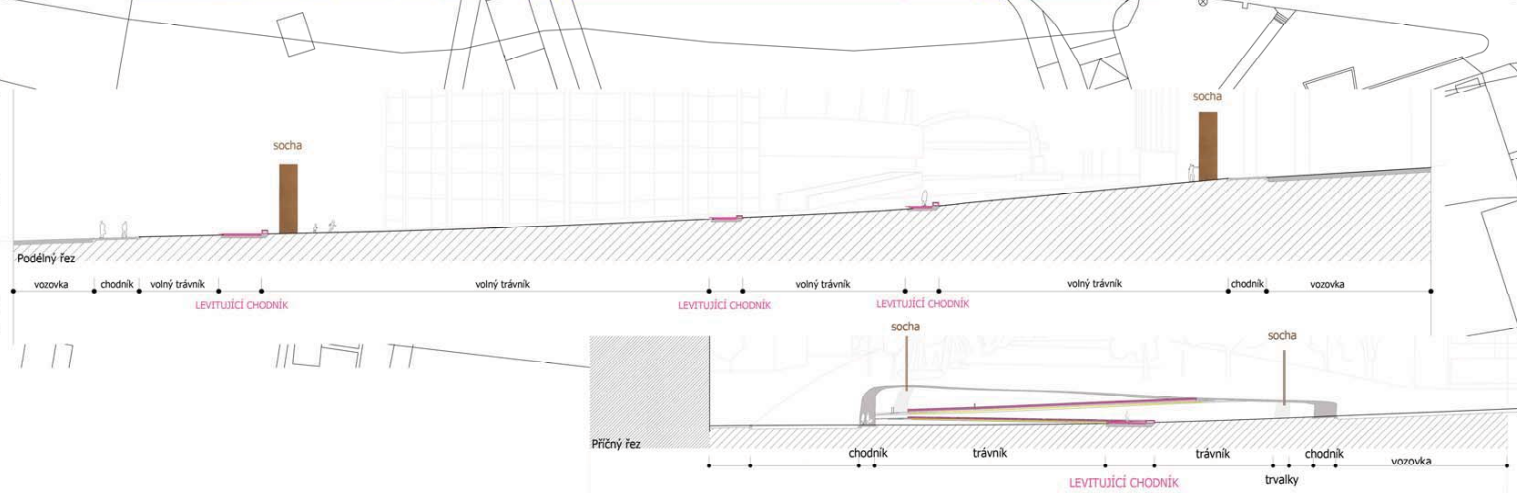 socha
socha
Podélný řez
vozovka chodník volný trávník volný trávník volný trávník volný trávník chodník vozovka
LEVITUJÍCÍ CHODNÍK LEVITUJÍCÍ CHODNÍK LEVITUJÍCÍ CHODNÍK
socha
socha
Příčný řez
chodník trávník trávník chodník vozovka
LEVITUJÍCÍ CHODNÍK trvalky